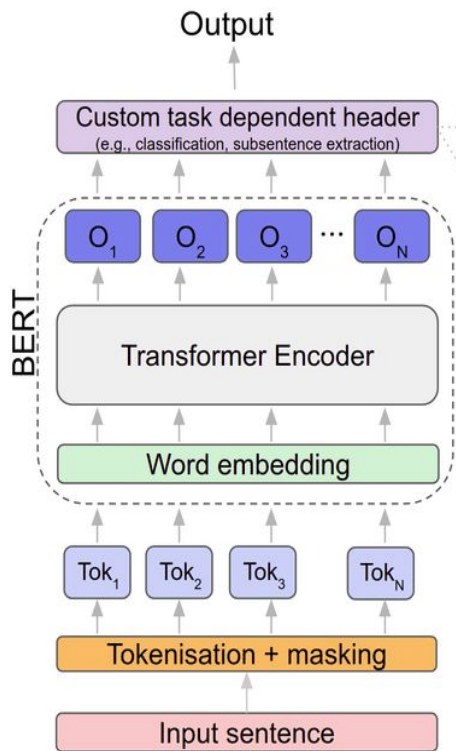 Output
Custom task dependent header
(e.g., classification, subsentence extraction)
O1 O2 O3 ... ON
BERT
Transformer Encoder
Word embedding
Tok1 Tok2 Tok3 TokN
Tokenisation + masking
Input sentence